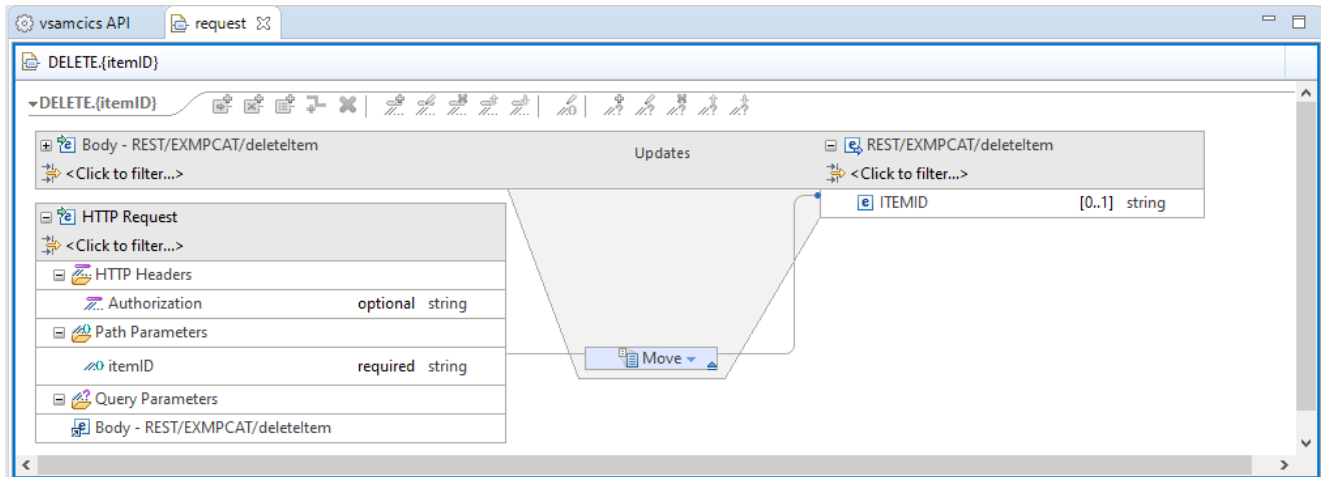 vsamcics API
request
DELETE.{itemID}
DELETE.{itemID}
Body - REST/EXMPCAT/deleteItem
<Click to filter...>
Updates
REST/EXMPCAT/deleteItem
<Click to filter...>
ITEMID [0..1] string
HTTP Request
<Click to filter...>
HTTP Headers
Authorization optional string
Path Parameters
itemID required string
Move
Query Parameters
Body - REST/EXMPCAT/deleteItem